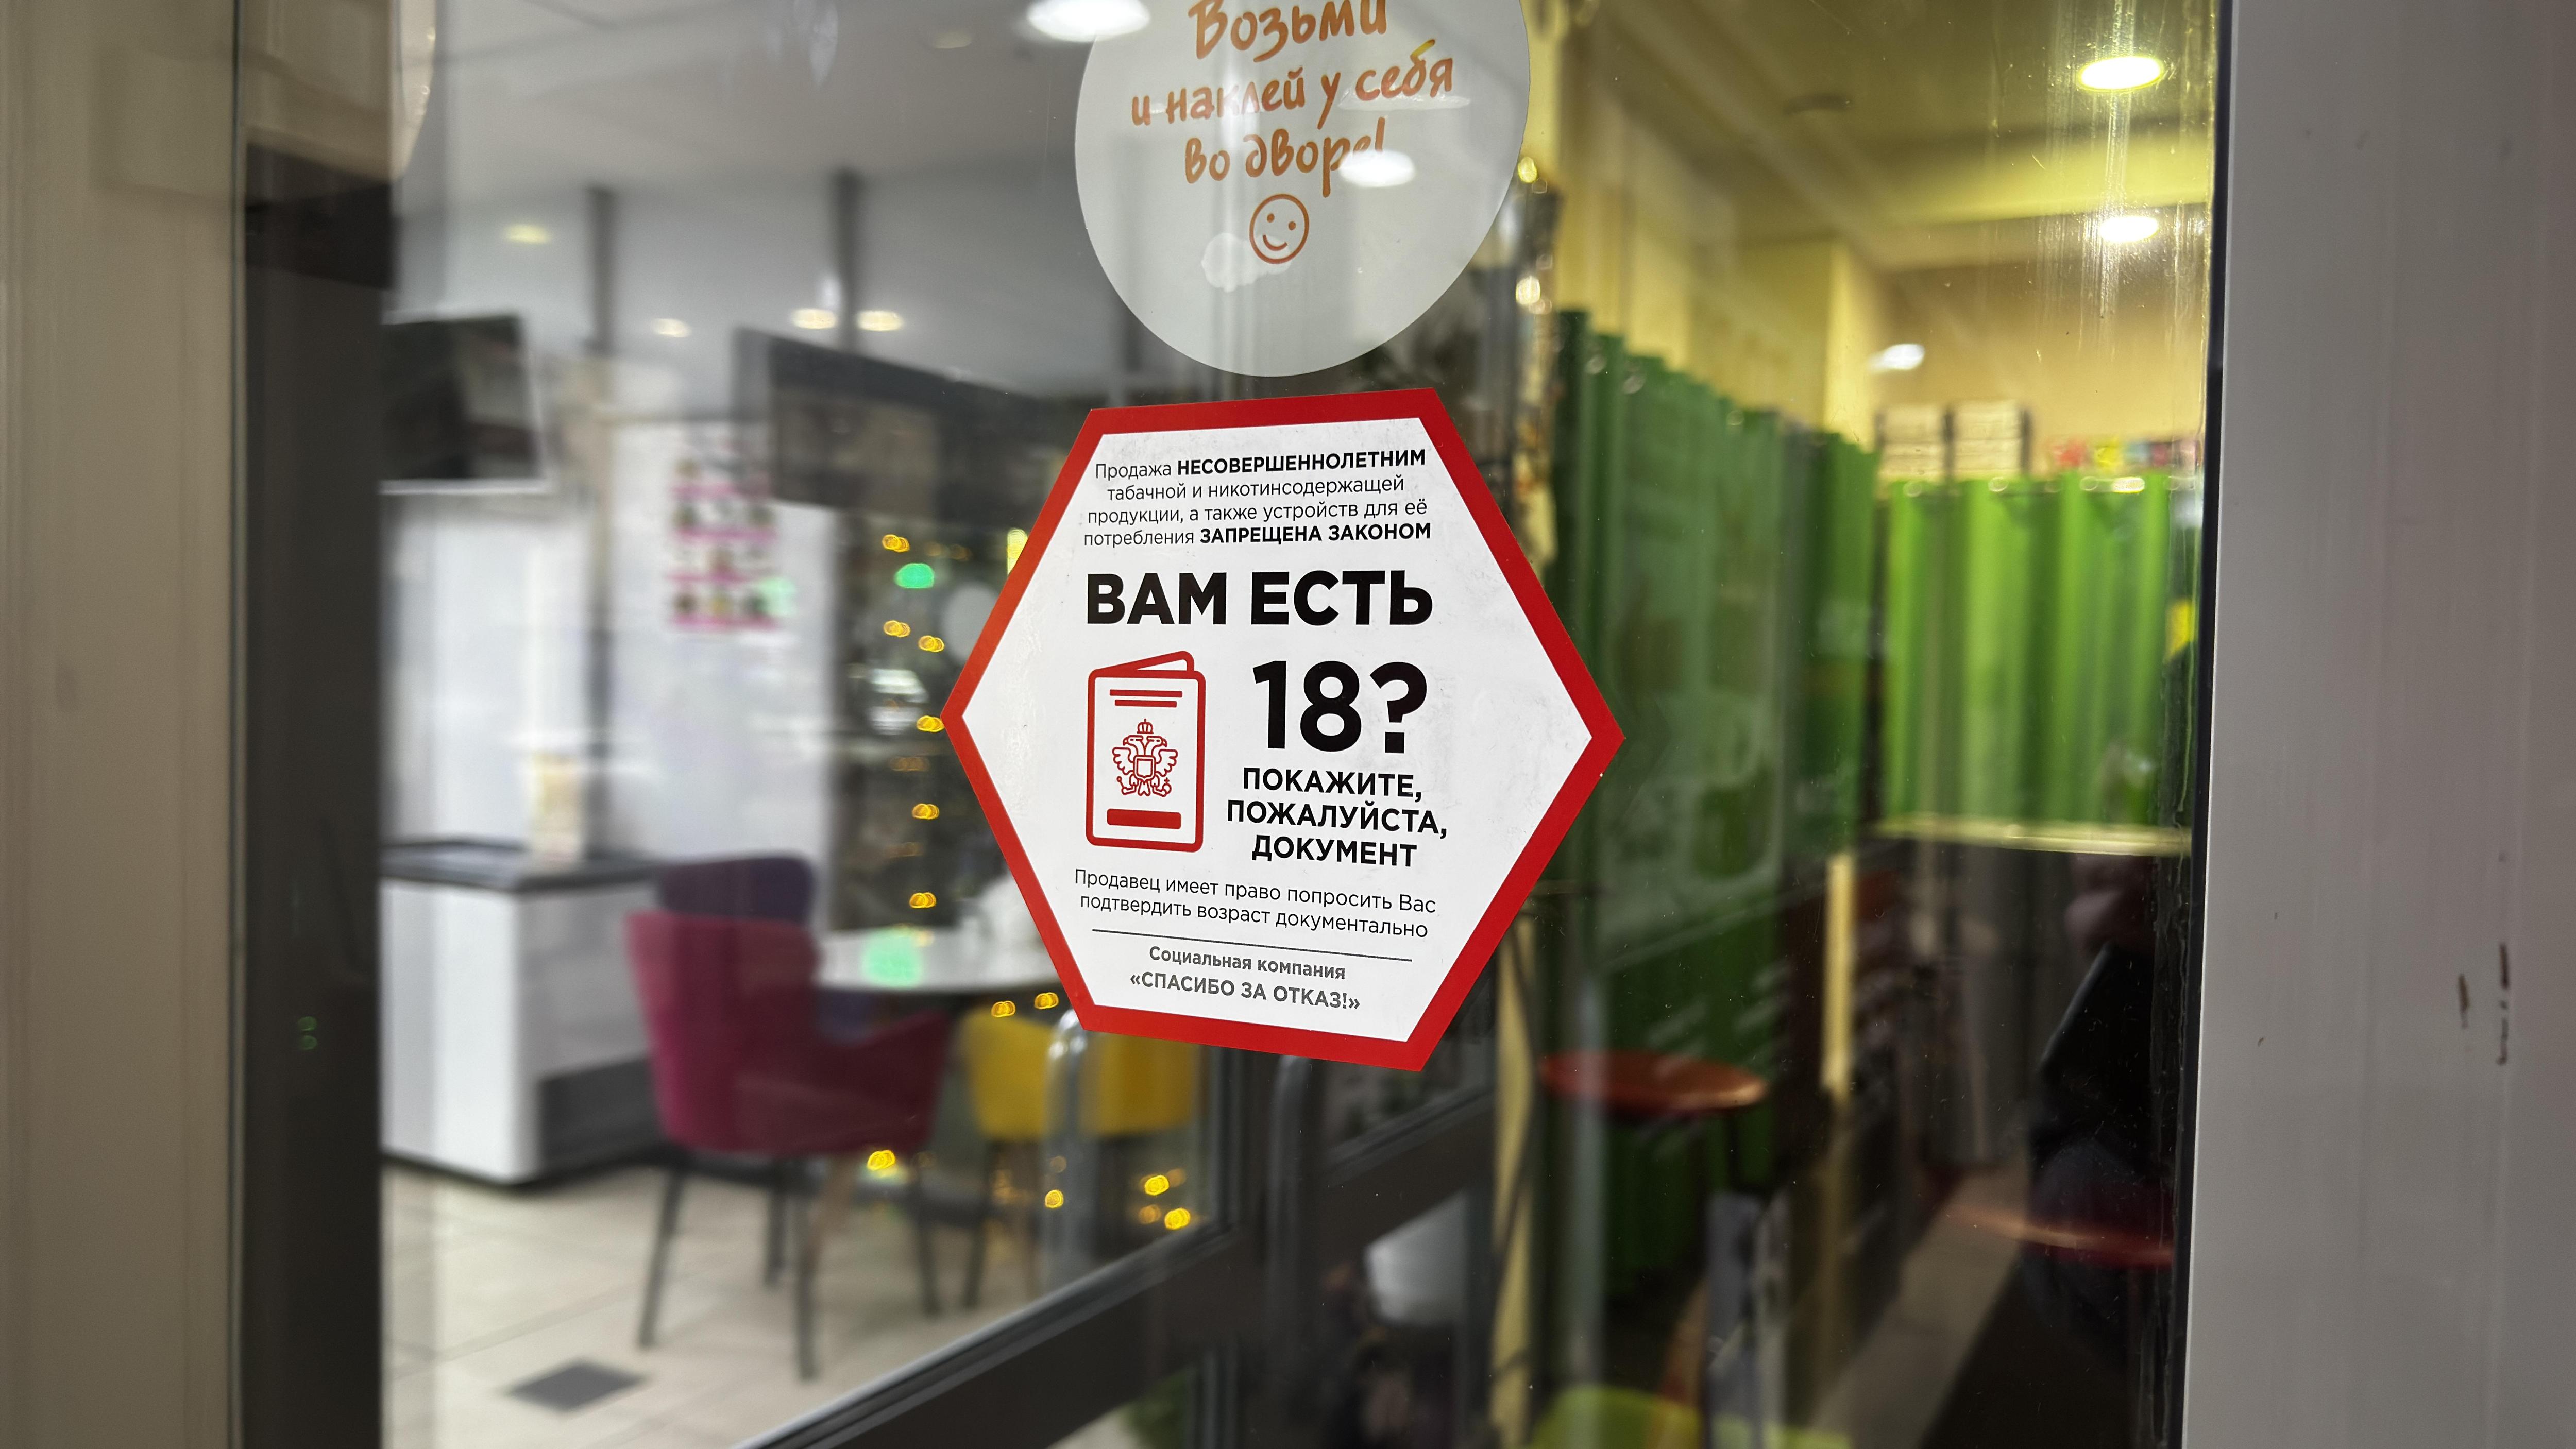 Возьми
и наклей у себя
во дворе!
Продажа НЕСОВЕРШЕННОЛЕТНИМ
табачной и никотинсодержащей
продукции, а также устройств для её
потребления ЗАПРЕЩЕНА ЗАКОНОМ
ВАМ ЕСТЬ
18?
ПОКАЖИТЕ,
ПОЖАЛУЙСТА,
ДОКУМЕНТ
Продавец имеет право попросить Вас
подтвердить возраст документально
Социальная компания
«СПАСИБО ЗА ОТКАЗ!»